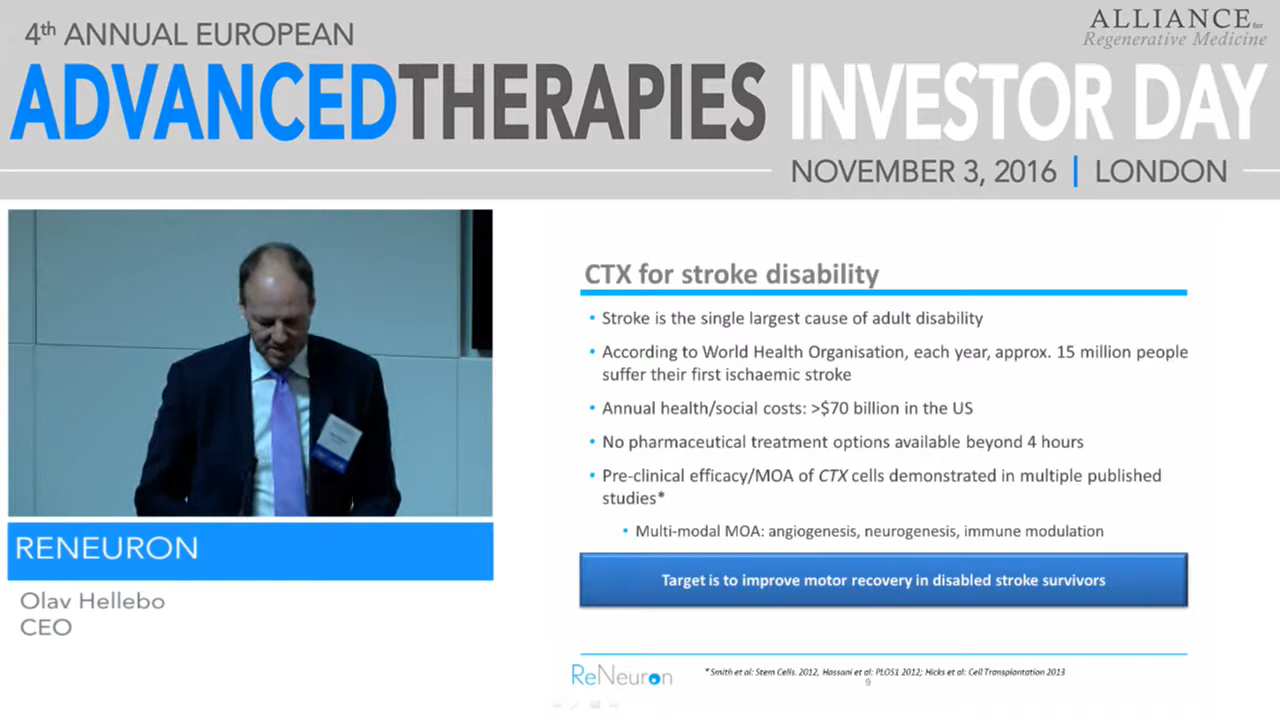 4th ANNUAL EUROPEAN
ALLIANCE for
Regenerative Medicine
ADVANCEDTHERAPIES INVESTOR DAY
NOVEMBER 3, 2016 | LONDON
CTX for stroke disability
• Stroke is the single largest cause of adult disability
• According to World Health Organisation, each year, approx. 15 million people
suffer their first ischaemic stroke
• Annual health/social costs: >$70 billion in the US
• No pharmaceutical treatment options available beyond 4 hours
• Pre-clinical efficacy/MOA of CTX cells demonstrated in multiple published
studies*
• Multi-modal MOA: angiogenesis, neurogenesis, immune modulation
Target is to improve motor recovery in disabled stroke survivors
RENEURON
Olav Hellebo
CEO
ReNeuron
* Smith et al: Stem Cells. 2012, Hassani et al: PLOS1 2012; Hicks et al: Cell Transplantation 2013
9